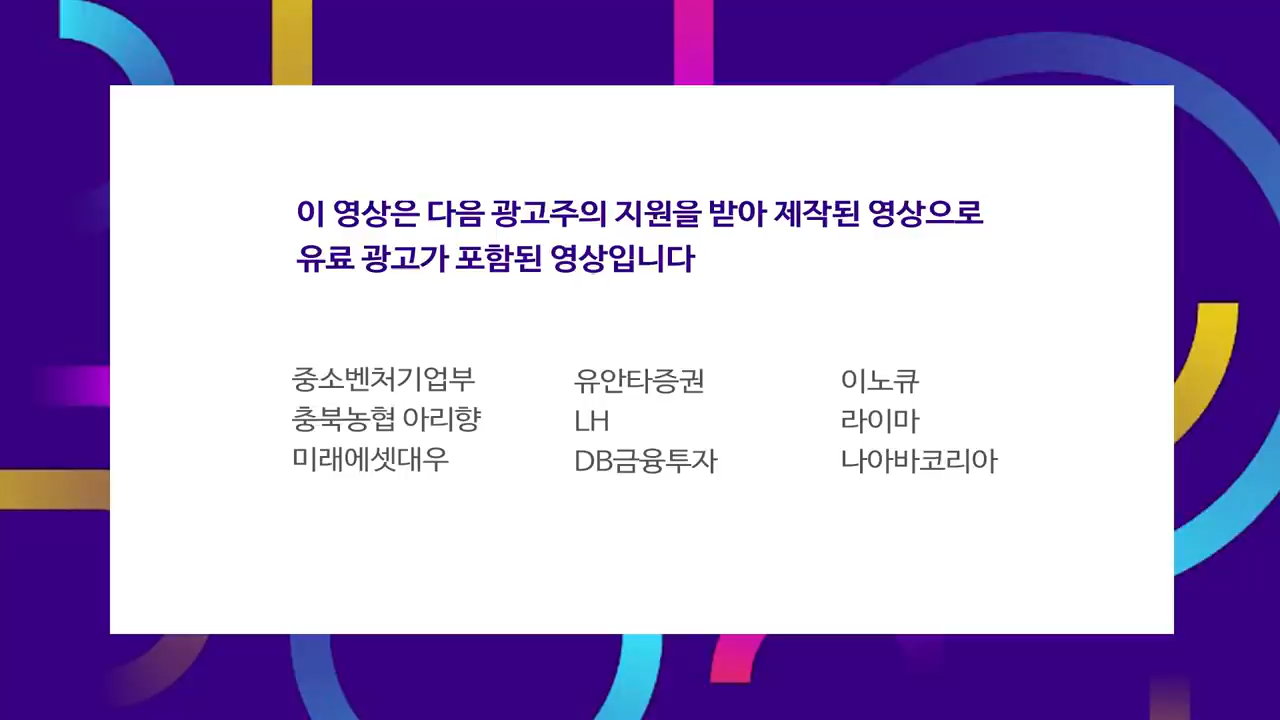 이 영상은 다음 광고주의 지원을 받아 제작된 영상으로
유료 광고가 포함된 영상입니다
중소벤처기업부
충북농협 아리향
미래에셋대우
유안타증권
LH
DB금융투자
이노큐
라이마
나아바코리아